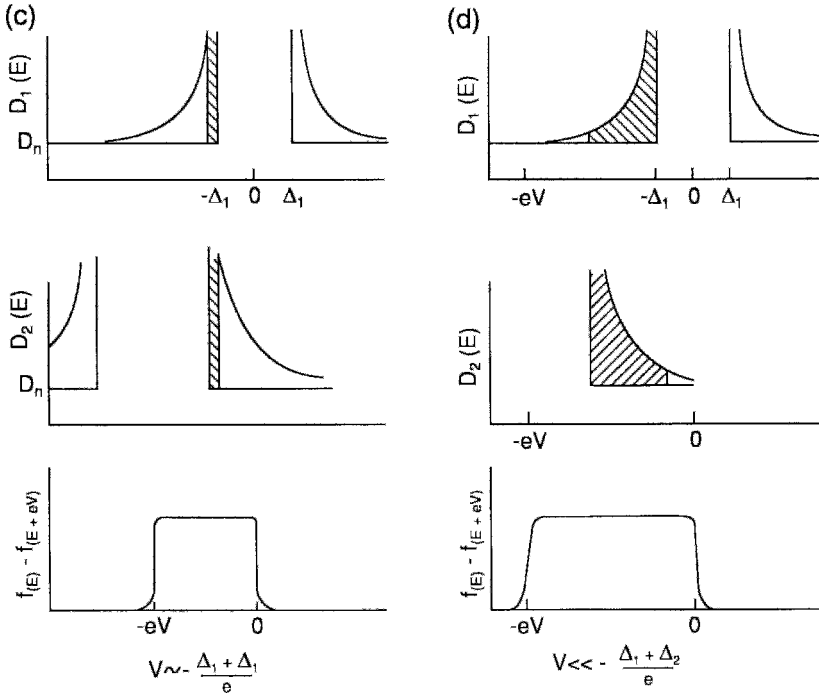 (c)
D₁ (E)
Dₙ
-Δ₁ 0 Δ₁
D₂ (E)
Dₙ
f(E) - f(E + eV)
-eV 0
V ~ - Δ₁ + Δ₁ / e
(d)
D₁ (E)
-eV -Δ₁ 0 Δ₁
D₂ (E)
-eV 0
f(E) - f(E + eV)
-eV 0
V << - Δ₁ + Δ₂ / e